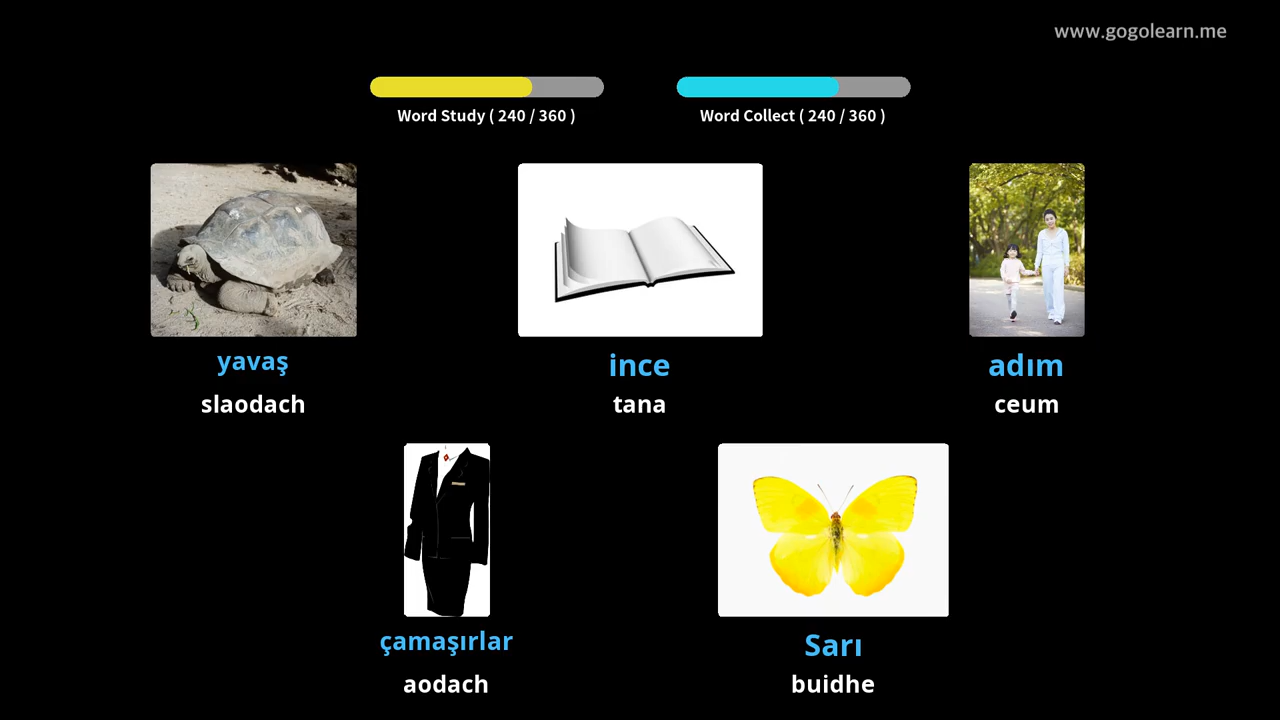 www.gogolearn.me
Word Study ( 240 / 360 )
Word Collect ( 240 / 360 )
yavaş
slaodach
ince
tana
adım
ceum
çamaşırlar
aodach
Sarı
buidhe